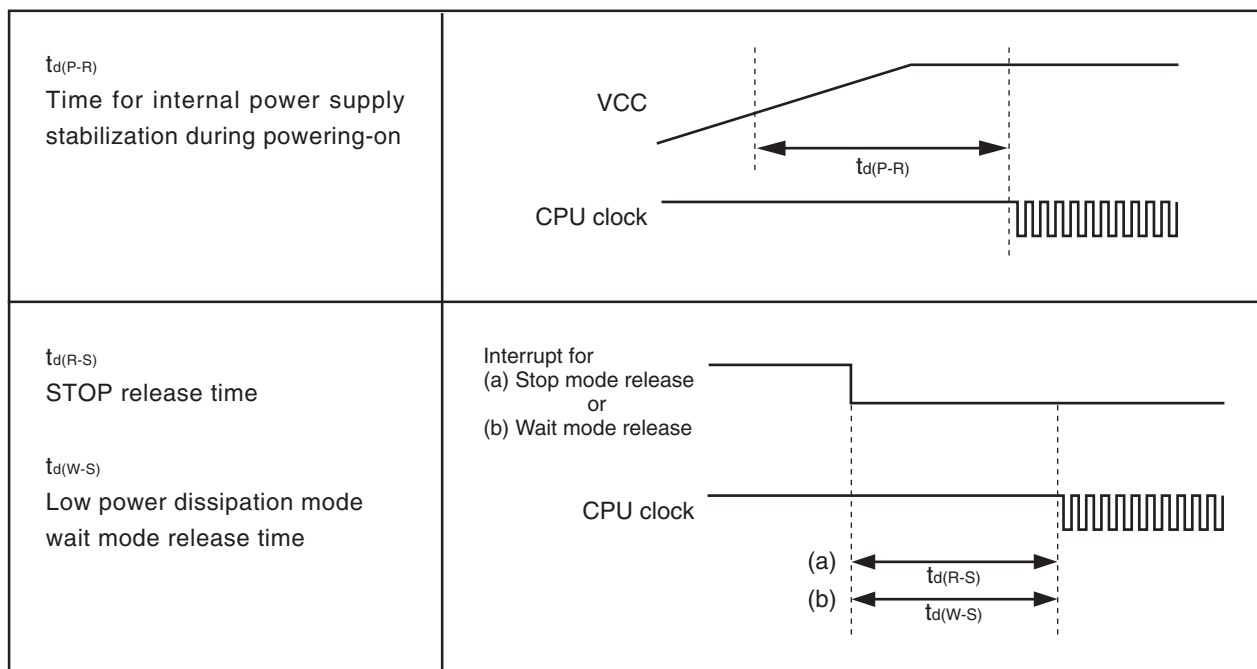 td(P-R)
Time for internal power supply
stabilization during powering-on
VCC
td(P-R)
CPU clock
td(R-S)
STOP release time
td(W-S)
Low power dissipation mode
wait mode release time
Interrupt for
(a) Stop mode release
or
(b) Wait mode release
CPU clock
(a)
td(R-S)
(b)
td(W-S)